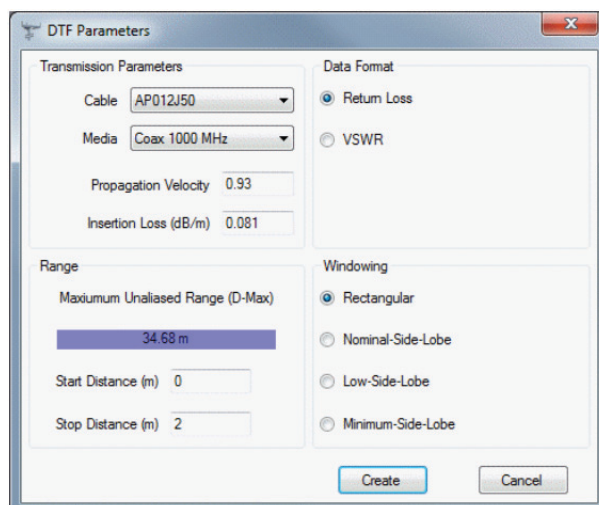 DTF Parameters
Transmission Parameters
Cable AP012J50
Media Coax 1000 MHz
Propagation Velocity 0.93
Insertion Loss (dB/m) 0.081
Data Format
Return Loss
VSWR
Range
Maxiumum Unaliased Range (D-Max)
34.68 m
Start Distance (m) 0
Stop Distance (m) 2
Windowing
Rectangular
Nominal-Side-Lobe
Low-Side-Lobe
Minimum-Side-Lobe
Create
Cancel